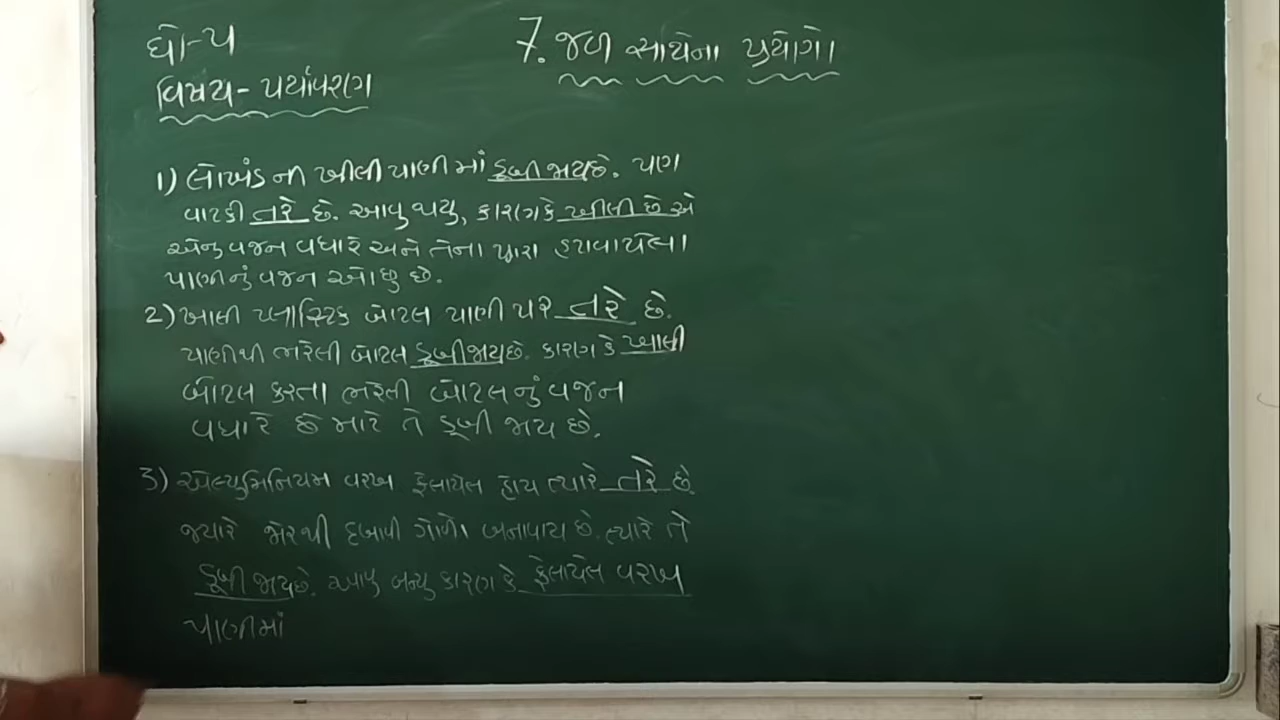 ધો-૫
7. જળ સાથેના પ્રયોગો
વિષય- પર્યાવરણ
1) લોખંડ ની ખીલી પાણીમાં ડૂબી જાય છે. પણ
વાટકી તરે છે. આવુ થયુ, કારણ કે ખીલી છે એ
એનુ વજન વધારે અને તેના દ્વારા હટાવાયેલા
પાણીનું વજન ઓછુ છે.
2) ખાલી પ્લાસ્ટિક બોટલ પાણી પર તરે છે.
પાણીથી ભરેલી બોટલ ડૂબી જાય છે. કારણ કે ખાલી
બોટલ કરતા ભરેલી બોટલનું વજન
વધારે છે માટે તે ડૂબી જાય છે.
3) એલ્યુમિનિયમ વરખ ફેલાયેલ હોય ત્યારે તરે છે.
જ્યારે જોરથી દબાવી ગોળો બનાવાય છે. ત્યારે તે
ડૂબી જાય છે. આવુ બન્યુ કારણ કે ફેલાયેલ વરખ
પાણીમાં